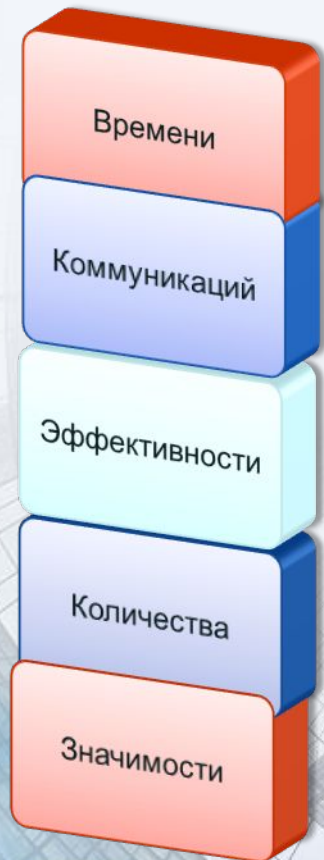 Времени
Коммуникаций
Эффективности
Количества
Значимости